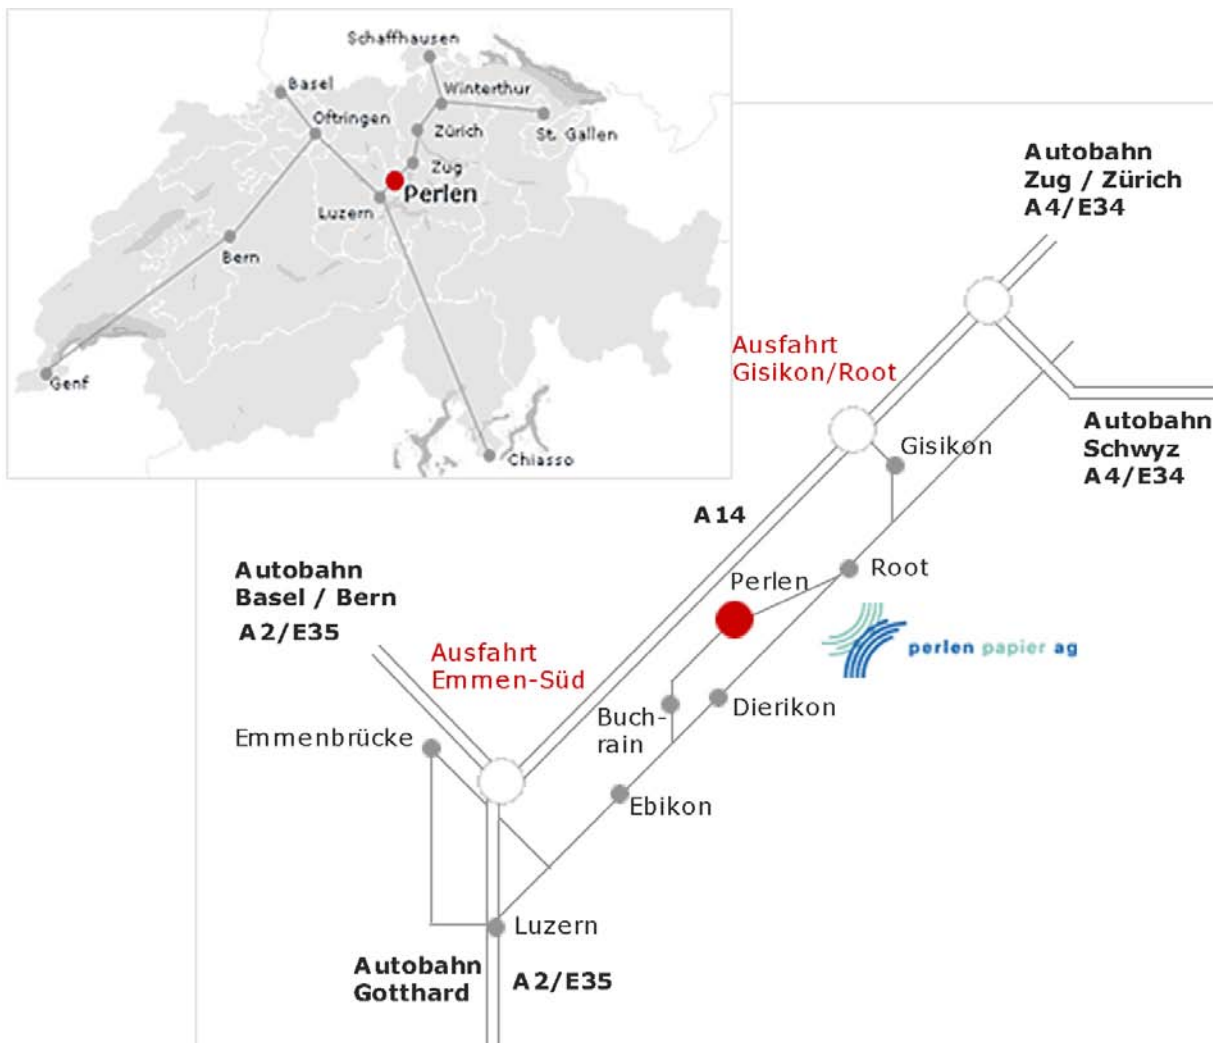 Schaffhausen
Basel
Winterthur
Oftringen
Zürich
St. Gallen
Zug
Perlen
Luzern
Bern
Genf
Chiasso
Autobahn
Zug / Zürich
A4/E34
Ausfahrt
Gisikon/Root
Autobahn
Schwyz
A4/E34
Gisikon
A14
Root
Perlen
perlen papier ag
Autobahn
Basel / Bern
A2/E35
Ausfahrt
Emmen-Süd
Dierikon
Buch-
rain
Emmenbrücke
Ebikon
Luzern
Autobahn
Gotthard
A2/E35